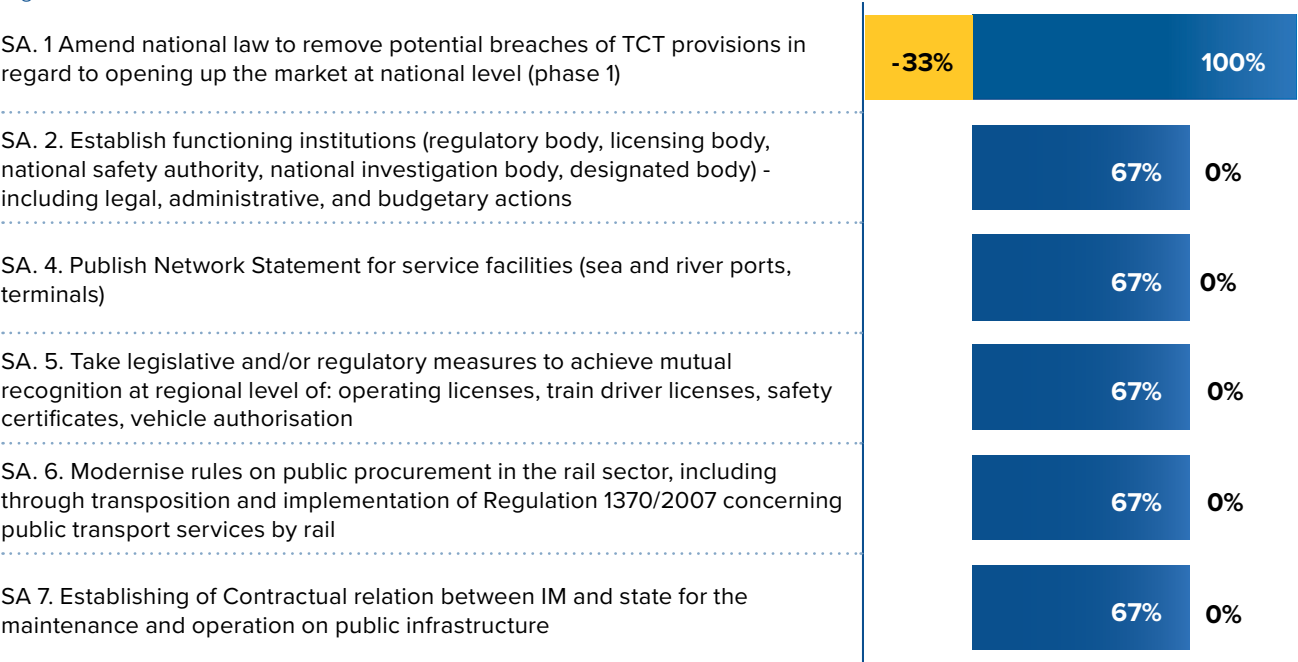 SA. 1 Amend national law to remove potential breaches of TCT provisions in
regard to opening up the market at national level (phase 1)
-33%
100%
SA. 2. Establish functioning institutions (regulatory body, licensing body,
national safety authority, national investigation body, designated body) -
including legal, administrative, and budgetary actions
67%
0%
SA. 4. Publish Network Statement for service facilities (sea and river ports,
terminals)
67%
0%
SA. 5. Take legislative and/or regulatory measures to achieve mutual
recognition at regional level of: operating licenses, train driver licenses, safety
certificates, vehicle authorisation
67%
0%
SA. 6. Modernise rules on public procurement in the rail sector, including
through transposition and implementation of Regulation 1370/2007 concerning
public transport services by rail
67%
0%
SA 7. Establishing of Contractual relation between IM and state for the
maintenance and operation on public infrastructure
67%
0%